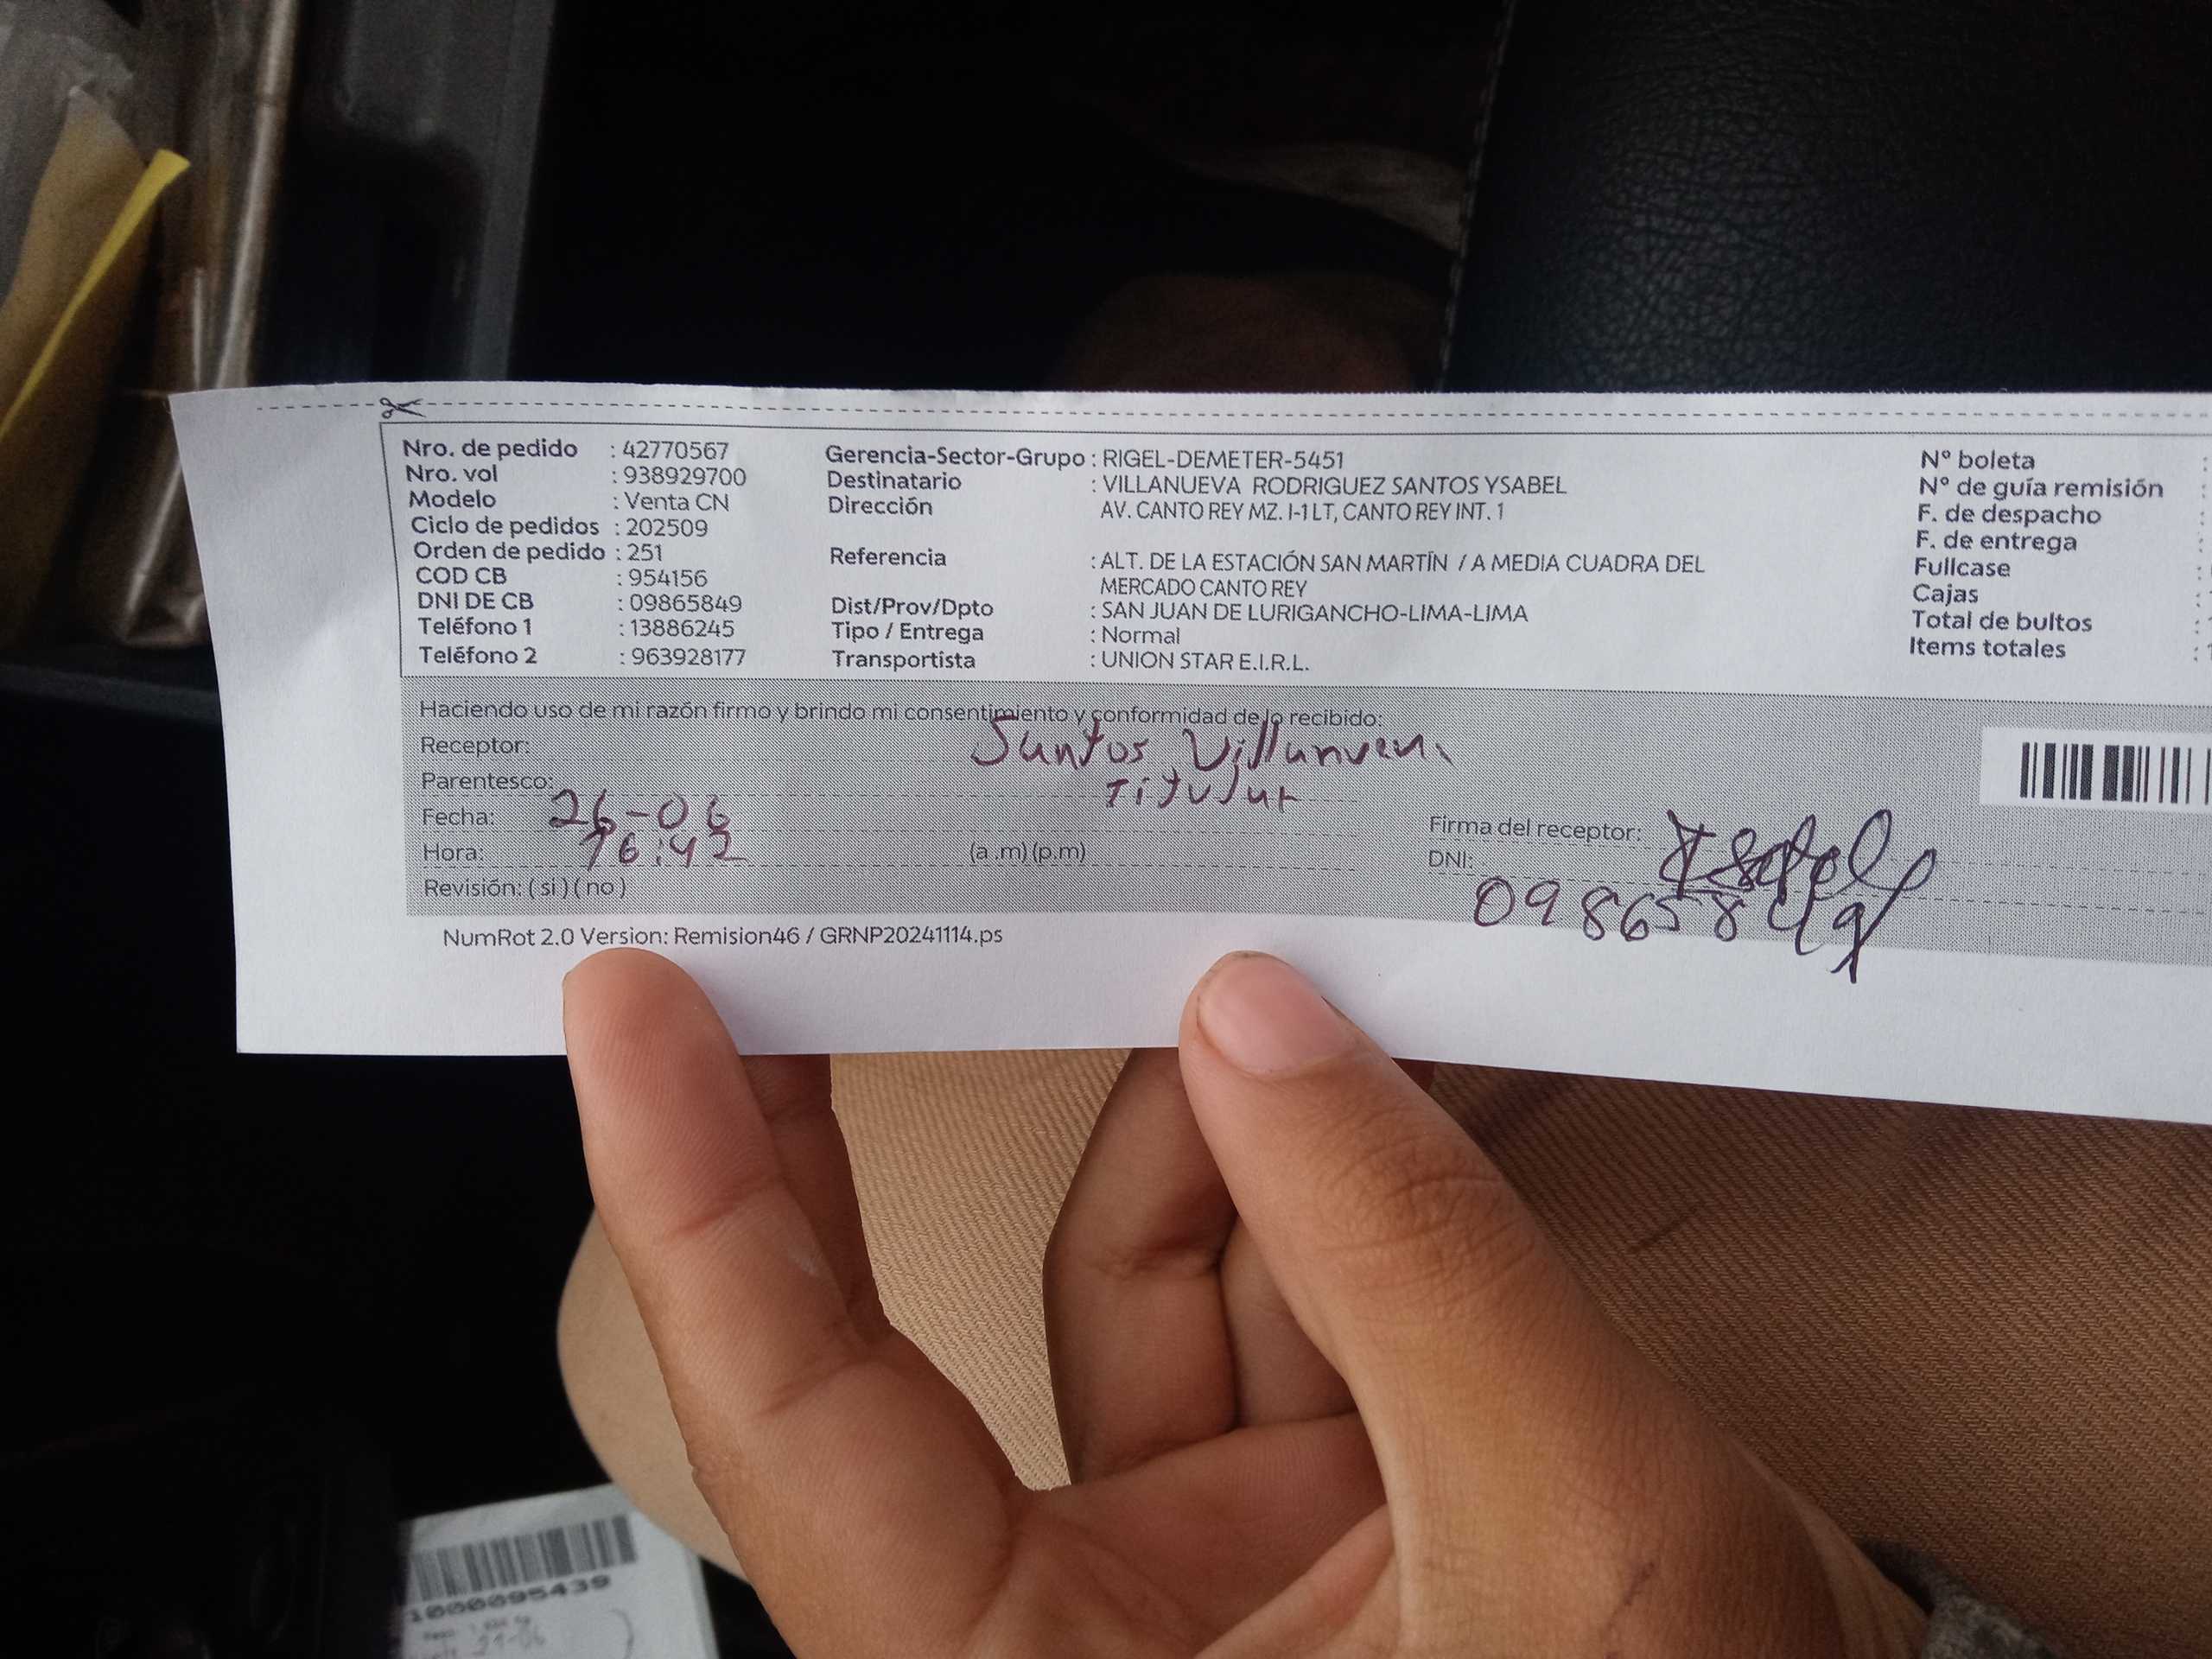 Nro. de pedido : 42770567
Nro. vol : 938929700
Modelo : Venta CN
Ciclo de pedidos : 202509
Orden de pedido : 251
COD CB : 954156
DNI DE CB : 09865849
Teléfono 1 : 13886245
Teléfono 2 : 963928177
Gerencia-Sector-Grupo : RIGEL-DEMETER-5451
Destinatario : VILLANUEVA RODRIGUEZ SANTOS YSABEL
Dirección AV. CANTO REY MZ. I-1 LT, CANTO REY INT. 1
Referencia : ALT. DE LA ESTACIÓN SAN MARTÍN / A MEDIA CUADRA DEL
MERCADO CANTO REY
Dist/Prov/Dpto : SAN JUAN DE LURIGANCHO-LIMA-LIMA
Tipo / Entrega : Normal
Transportista : UNION STAR E.I.R.L.
N° boleta :
N° de guía remisión :
F. de despacho :
F. de entrega :
Fullcase :
Cajas :
Total de bultos :
Items totales :
Haciendo uso de mi razón firmo y brindo mi consentimiento y conformidad de lo recibido:
Receptor: Santos Villanueva
Parentesco: Titular
Fecha: 26-06
Hora: 16:42 (a .m) (p.m)
Revisión: ( si ) ( no )
Firma del receptor: Ysabel
DNI: 09865849
NumRot 2.0 Version: Remision46 / GRNP20241114.ps
1000095439